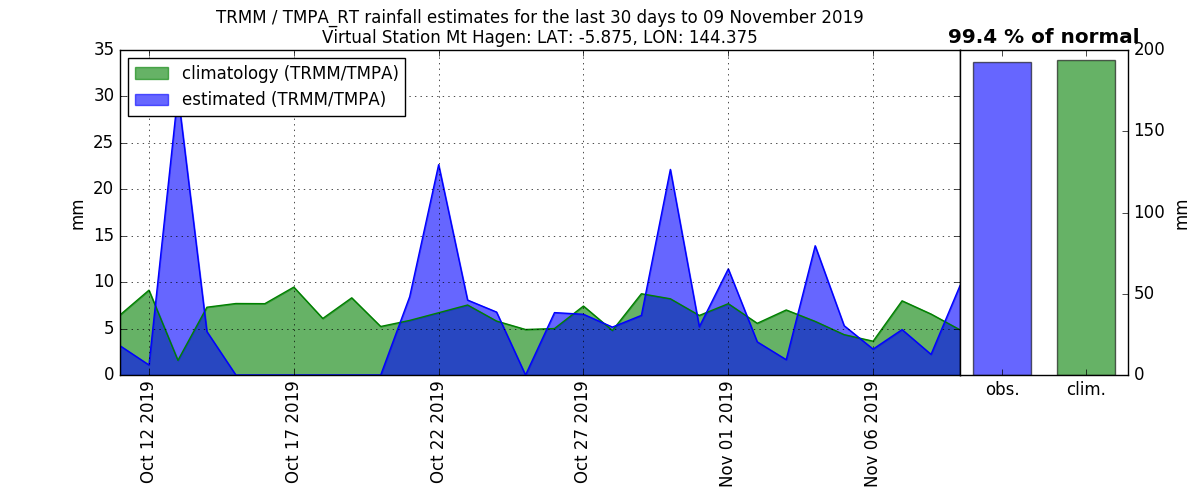 TRMM / TMPA_RT rainfall estimates for the last 30 days to 09 November 2019
Virtual Station Mt Hagen: LAT: -5.875, LON: 144.375
99.4 % of normal
climatology (TRMM/TMPA)
estimated (TRMM/TMPA)
35
30
25
20
15
10
5
0
mm
Oct 12 2019
Oct 17 2019
Oct 22 2019
Oct 27 2019
Nov 01 2019
Nov 06 2019
200
150
100
50
0
mm
obs.
clim.